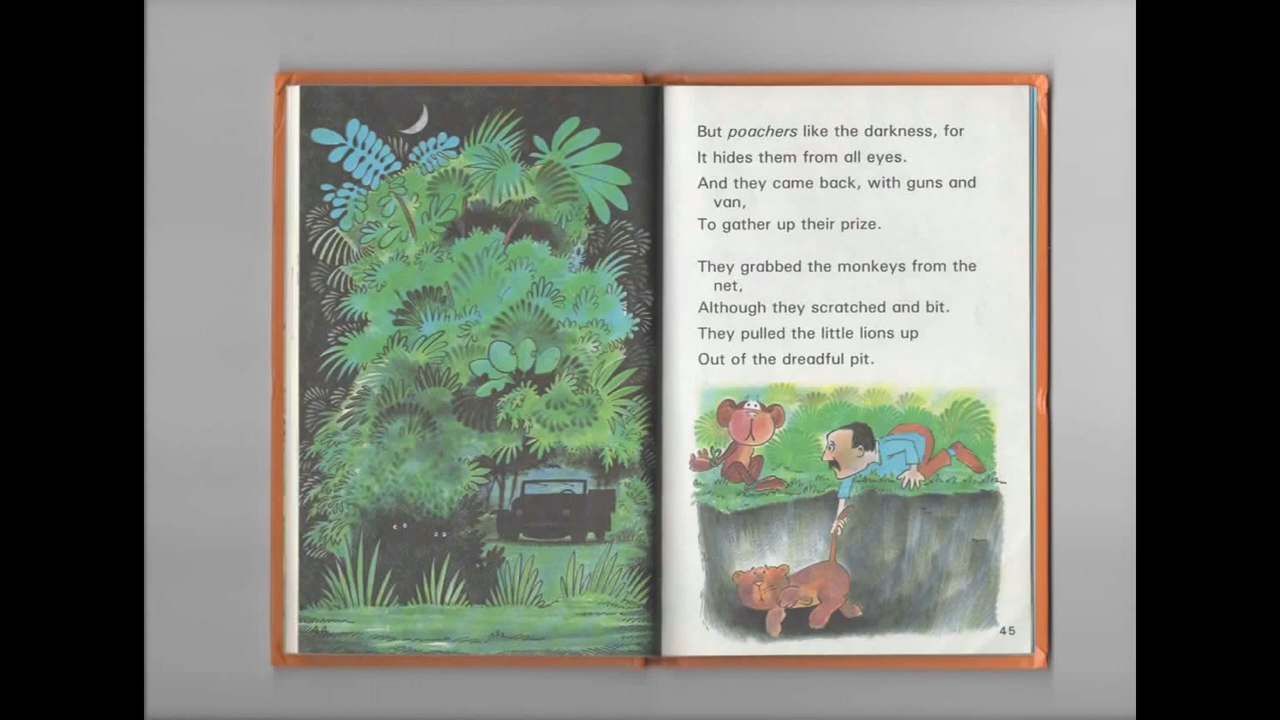 But poachers like the darkness, for
It hides them from all eyes.
And they came back, with guns and
van,
To gather up their prize.
They grabbed the monkeys from the
net,
Although they scratched and bit.
They pulled the little lions up
Out of the dreadful pit.
45